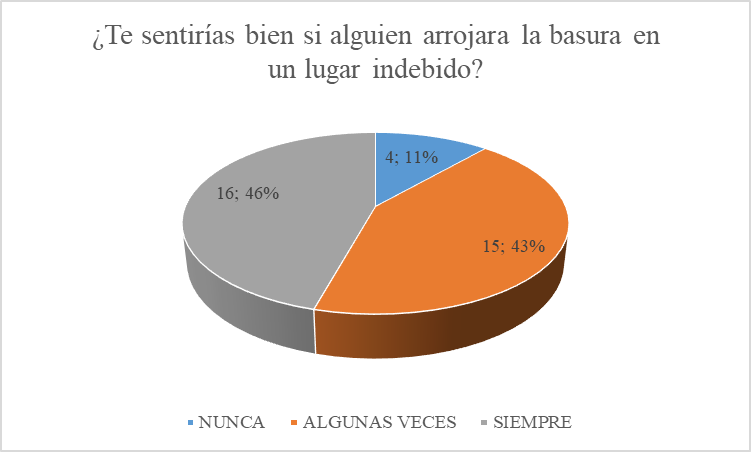 ¿Te sentirías bien si alguien arrojara la basura en
un lugar indebido?
4; 11%
16; 46%
15; 43%
NUNCA
ALGUNAS VECES
SIEMPRE